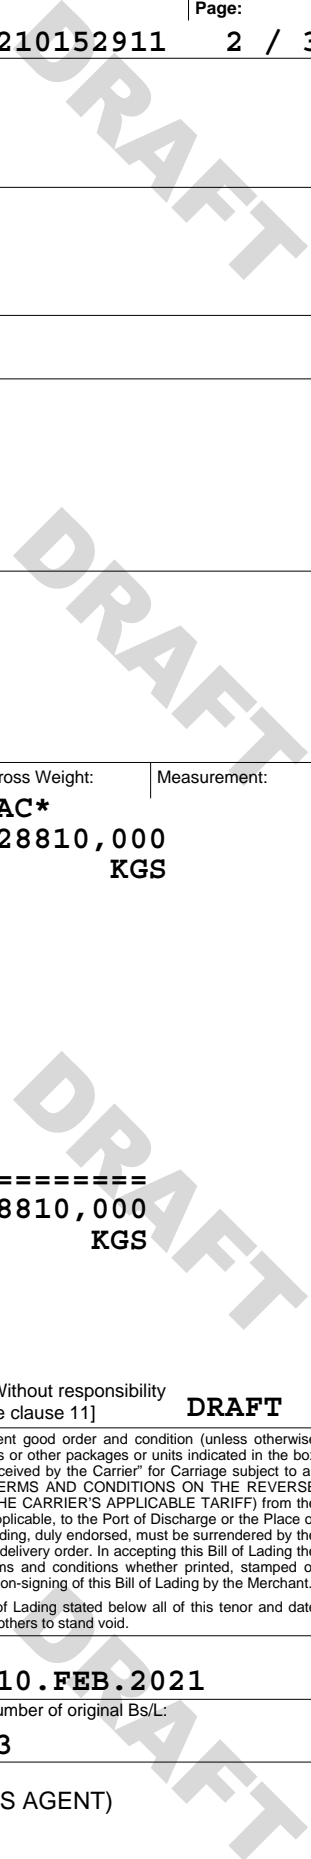 Page:
210152911 2 / 3
DRAFT
DRAFT
ross Weight: Measurement:
AC*
28810,000
KGS
DRAFT
========
8810,000
KGS
Without responsibility
e clause 11] DRAFT
ent good order and condition (unless otherwise
s or other packages or units indicated in the box
ceived by the Carrier" for Carriage subject to al
ERMS AND CONDITIONS ON THE REVERSE
HE CARRIER'S APPLICABLE TARIFF) from the
pplicable, to the Port of Discharge or the Place o
ding, duly endorsed, must be surrendered by the
delivery order. In accepting this Bill of Lading the
ms and conditions whether printed, stamped o
on-signing of this Bill of Lading by the Merchant.
of Lading stated below all of this tenor and date
others to stand void.
10.FEB.2021
umber of original Bs/L:
3
DRAFT
S AGENT)